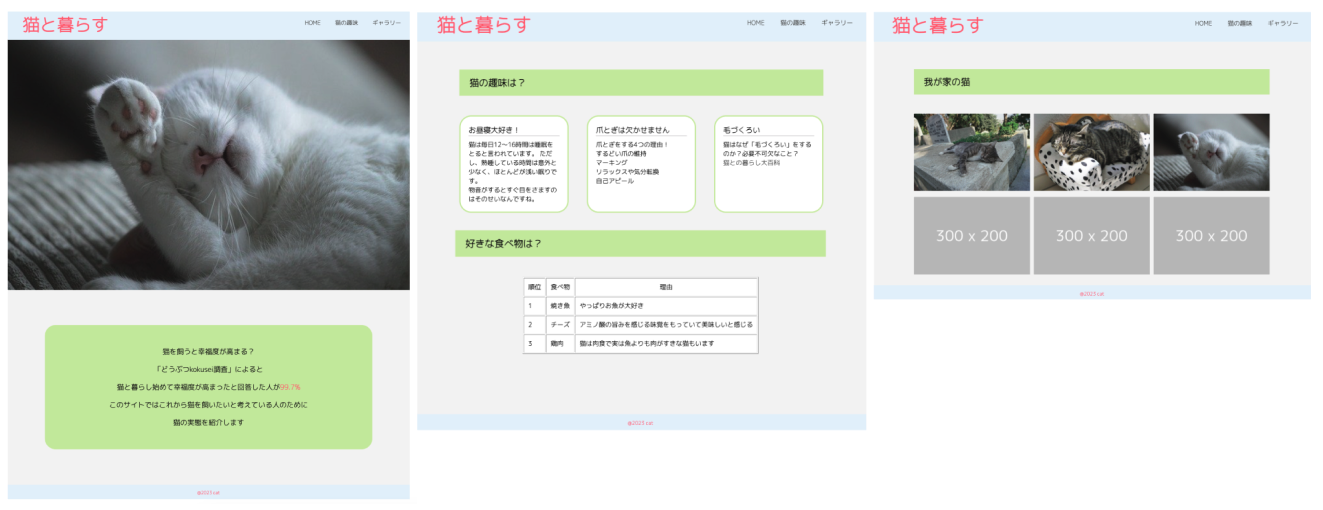 猫と暮らす
HOME 猫の趣味 ギャラリー
猫を飼うと幸福度が高まる？
「どうぶつkokusei調査」によると
猫と暮らし始めて幸福度が高まったと回答した人が99.7%
このサイトではこれから猫を飼いたいと考えている人のために
猫の実態を紹介します
@2023 cat
猫と暮らす
HOME 猫の趣味 ギャラリー
猫の趣味は？
お昼寝大好き！
猫は毎日12〜16時間は睡眠を
とると言われています。ただ
し、熟睡している時間は意外と
少なく、ほとんどが浅い眠りで
す。
物音がするとすぐ目をさますの
はそのせいなんですね。
爪とぎは欠かせません
爪とぎをする4つの理由！
するどい爪の維持
マーキング
リラックスや気分転換
自己アピール
毛づくろい
猫はなぜ「毛づくろい」をする
のか？必要不可欠なこと？
猫との暮らし大百科
好きな食べ物は？
順位 食べ物 理由
1 焼き魚 やっぱりお魚が大好き
2 チーズ アミノ酸の旨みを感じる味覚をもっていて美味しいと感じる
3 鶏肉 猫は肉食で実は魚よりも肉がすきな猫もいます
@2023 cat
猫と暮らす
HOME 猫の趣味 ギャラリー
我が家の猫
300 x 200 300 x 200 300 x 200
@2023 cat